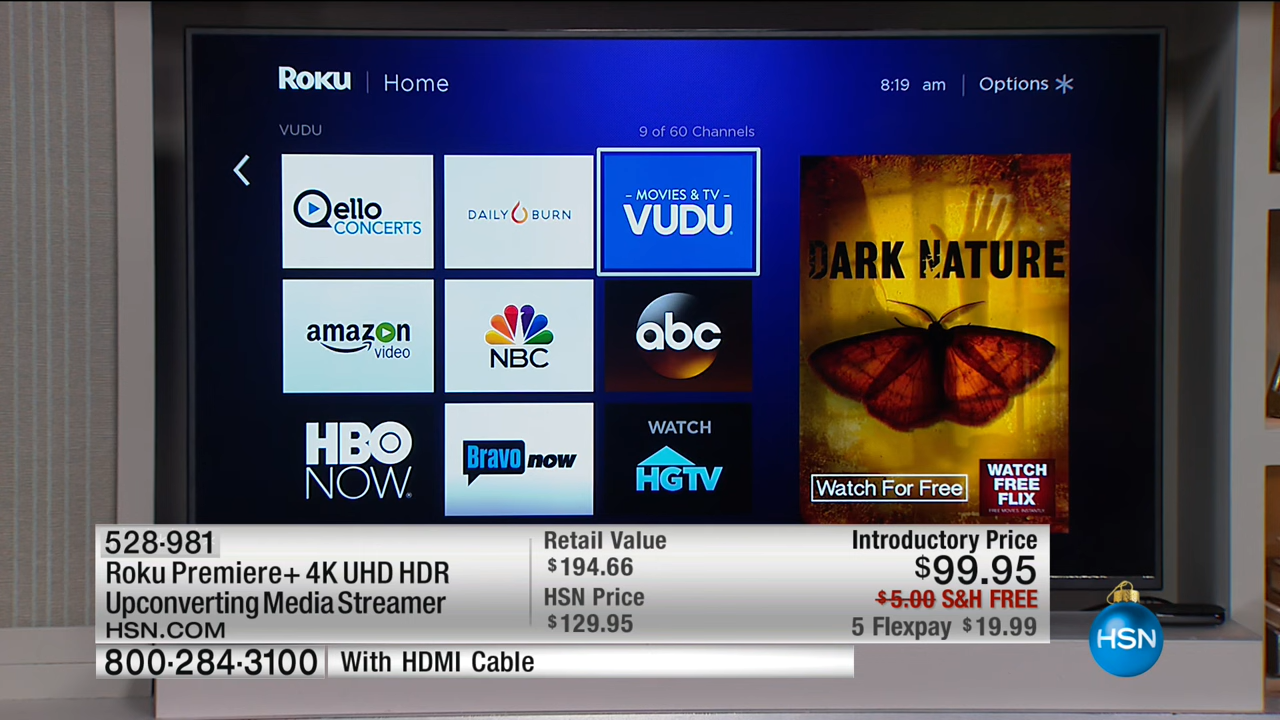 Roku | Home
8:19 am | Options
VUDU
9 of 60 Channels
Qello
CONCERTS
DAILY BURN
– MOVIES & TV –
VUDU
amazon
video
NBC
abc
HBO
NOW.
Bravo now
WATCH
HGTV
DARK NATURE
Watch For Free
WATCH
FREE
FLIX
FREE MOVIES, INSTANTLY.
528-981
Roku Premiere+ 4K UHD HDR
Upconverting Media Streamer
HSN.COM
Retail Value
$194.66
HSN Price
$129.95
Introductory Price
$99.95
$5.00 S&H FREE
5 Flexpay $19.99
HSN
800-284-3100
With HDMI Cable